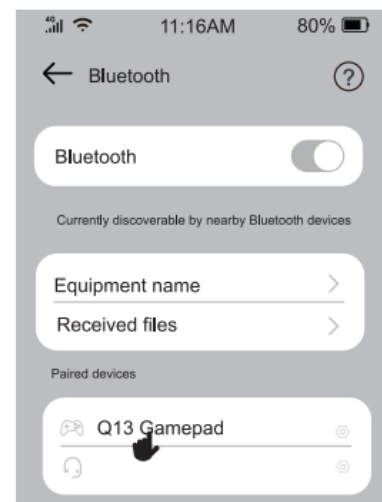 4G 11:16AM 80%
Bluetooth
Bluetooth
Currently discoverable by nearby Bluetooth devices
Equipment name
Received files
Paired devices
Q13 Gamepad